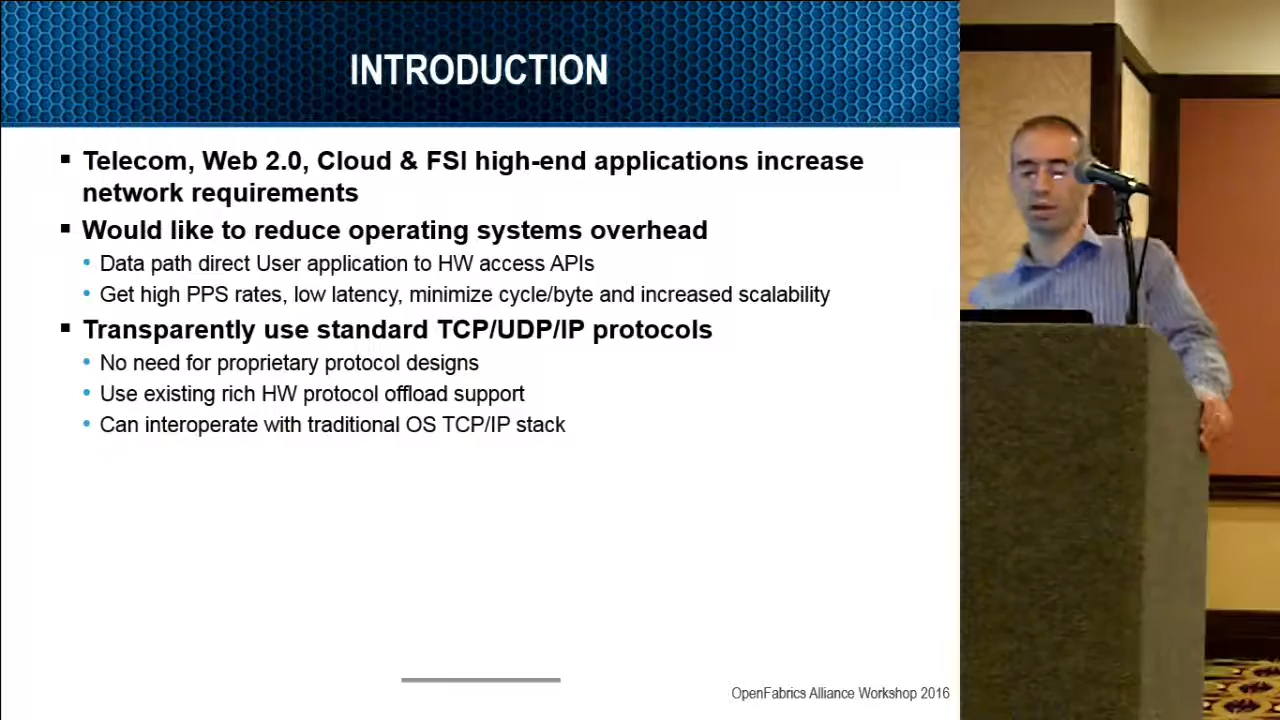 INTRODUCTION
Telecom, Web 2.0, Cloud & FSI high-end applications increase
network requirements
Would like to reduce operating systems overhead
Data path direct User application to HW access APIs
Get high PPS rates, low latency, minimize cycle/byte and increased scalability
Transparently use standard TCP/UDP/IP protocols
No need for proprietary protocol designs
Use existing rich HW protocol offload support
Can interoperate with traditional OS TCP/IP stack
OpenFabrics Alliance Workshop 2016